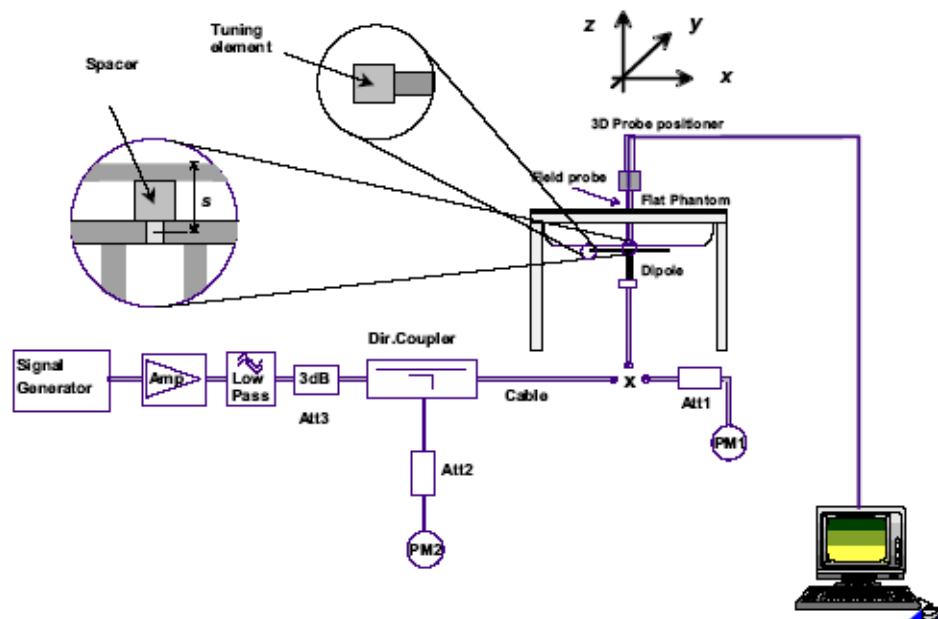 Tuning
element
Spacer
s
z
y
x
3D Probe positioner
Field probe
Flat Phantom
Dipole
Signal
Generator
Amp
Low
Pass
3dB
Att3
Dir.Coupler
Cable
x
Att1
PM1
Att2
PM2